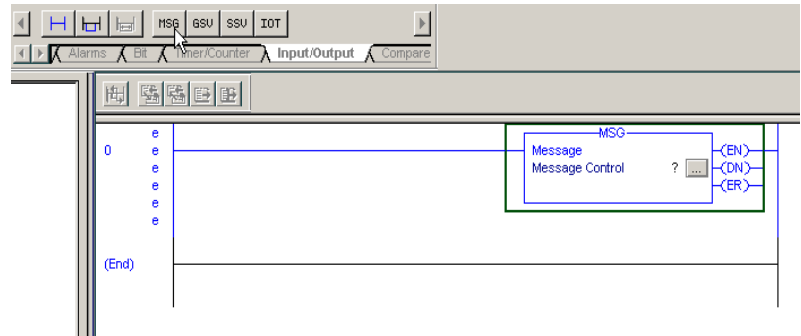 MSG GSV SSV IOT
Alarms Bit Timer/Counter Input/Output Compare
e
MSG
0 e Message (EN)
e Message Control ? ... (DN)
e (ER)
e
e
(End)